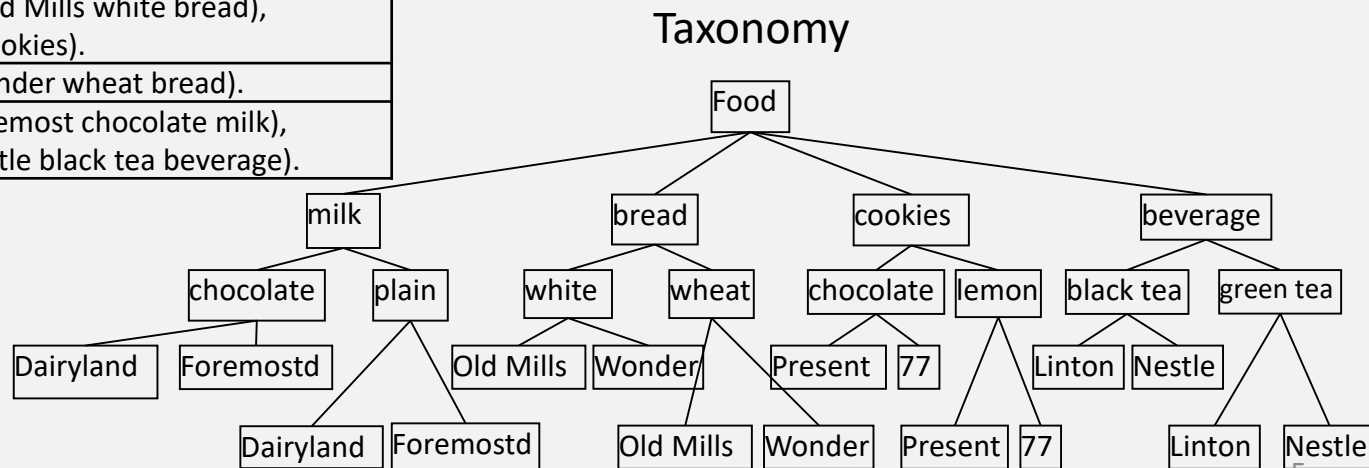 d Mills white bread),
okies).
nder wheat bread).
emost chocolate milk),
tle black tea beverage).
Taxonomy
Food
milk bread cookies beverage
chocolate plain white wheat chocolate lemon black tea green tea
Dairyland Foremostd Old Mills Wonder Present 77 Linton Nestle
Dairyland Foremostd Old Mills Wonder Present 77 Linton Nestle